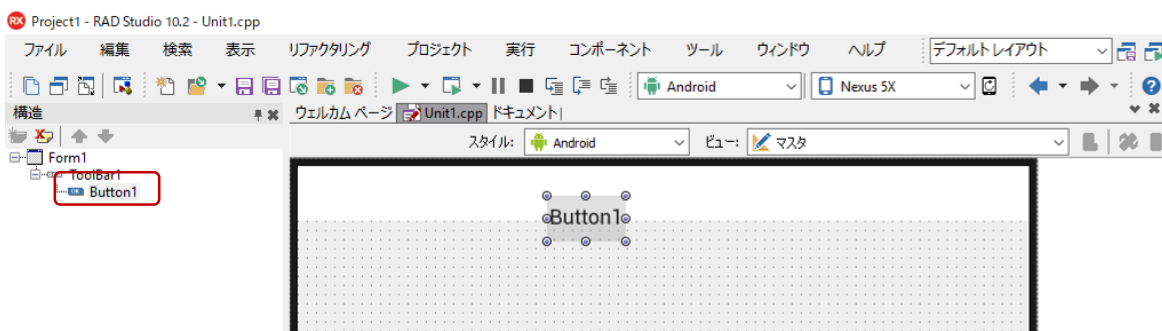 Project1 - RAD Studio 10.2 - Unit1.cpp
ファイル 編集 検索 表示 リファクタリング プロジェクト 実行 コンポーネント ツール ウィンドウ ヘルプ デフォルト レイアウト
Android Nexus 5X
構造 ウェルカム ページ Unit1.cpp ドキュメント
スタイル: Android ビュー: マスタ
Form1
ToolBar1
Button1
Button1